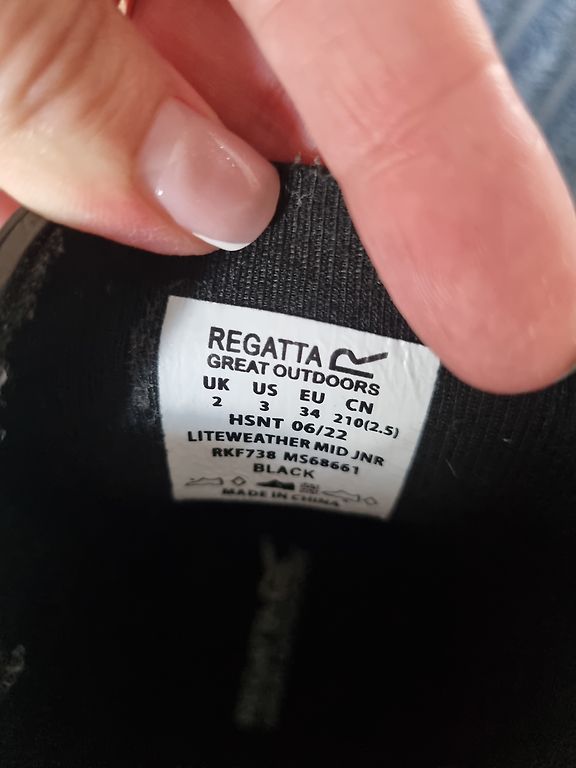 REGATTA
GREAT OUTDOORS
UK US EU CN
2 3 34 210(2.5)
HSNT 06/22
LITEWEATHER MID JNR
RKF738 MS68661
BLACK
MADE IN CHINA